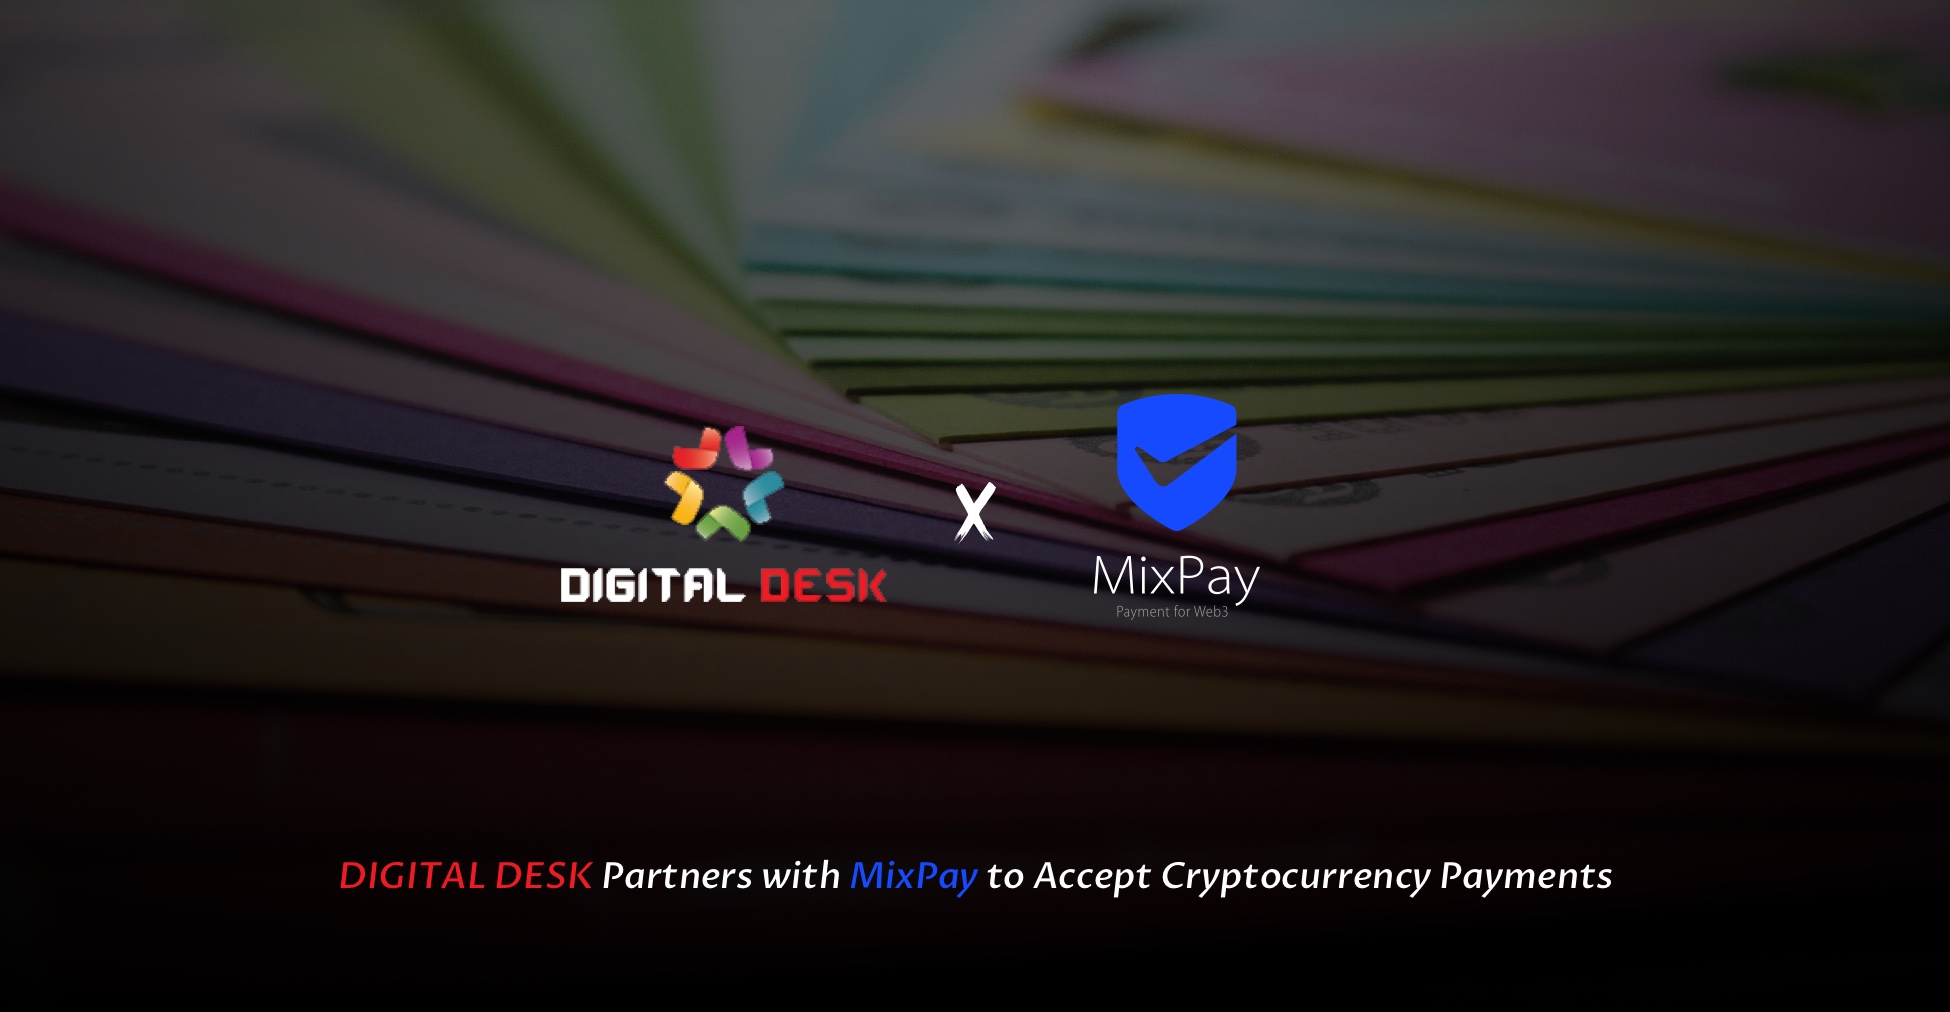 DIGITAL DESK
X
MixPay
Payment for Web3
DIGITAL DESK Partners with MixPay to Accept Cryptocurrency Payments